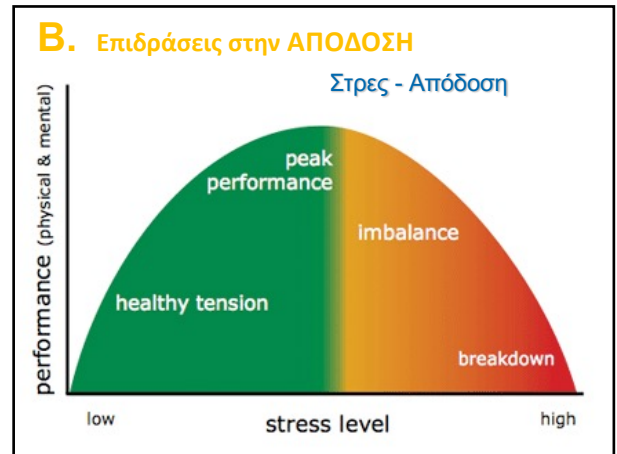 Β. Επιδράσεις στην ΑΠΟΔΟΣΗ
Στρες - Απόδοση
performance (physical & mental)
peak
performance
imbalance
healthy tension
breakdown
low
stress level
high